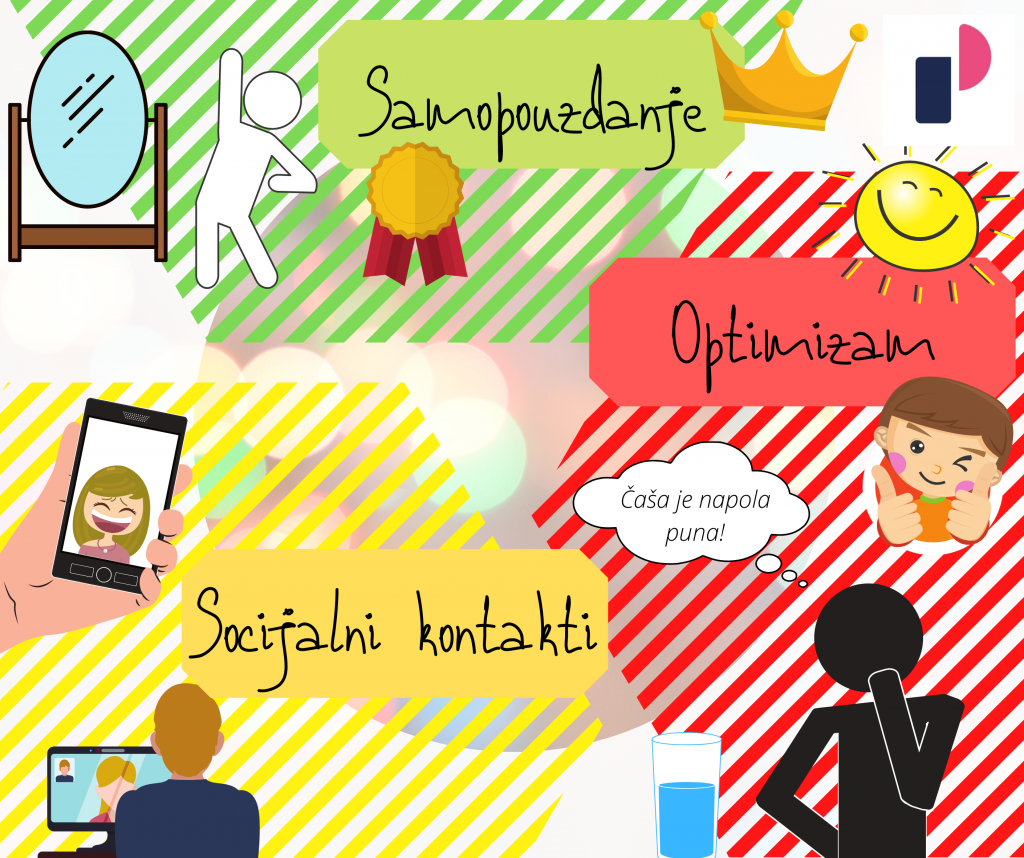 Samopouzdanje
Optimizam
Čaša je napola
puna!
Socijalni kontakti